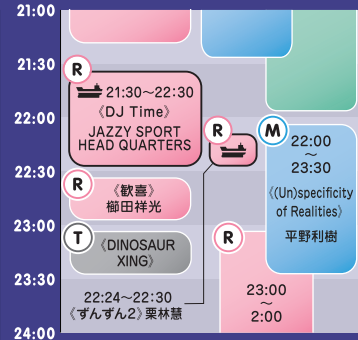 21:00
21:30
22:00
22:30
23:00
23:30
24:00
R
21:30〜22:30
《DJ Time》
JAZZY SPORT
HEAD QUARTERS
R
M
22:00
〜
23:30
《(Un)specificity
of Realities》
平野利樹
R
《歓喜》
櫛田祥光
T
《DINOSAUR
XING》
R
23:00
〜
2:00
22:24〜22:30
《ずんずん2》栗林慧